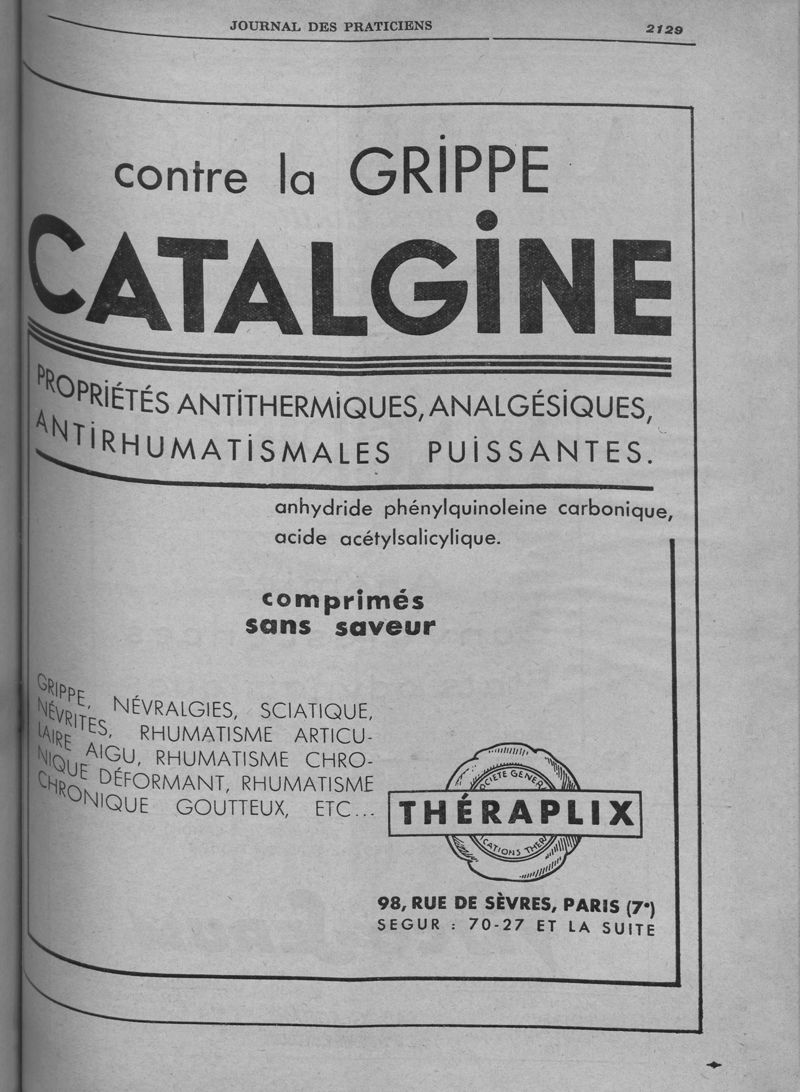 JOURNAL DES PRATICIENS 2129
contre la GRIPPE
CATALGINE
PROPRIÉTÉS ANTITHERMIQUES, ANALGÉSIQUES,
ANTIRHUMATISMALES PUISSANTES.
anhydride phénylquinoleine carbonique,
acide acétylsalicylique.
comprimés
sans saveur
GRIPPE, NÉVRALGIES, SCIATIQUE,
NÉVRITES, RHUMATISME ARTICU-
LAIRE AIGU, RHUMATISME CHRO-
NIQUE DÉFORMANT, RHUMATISME
CHRONIQUE GOUTTEUX, ETC...
THÉRAPLIX
98, RUE DE SÈVRES, PARIS (7e)
SEGUR : 70-27 ET LA SUITE